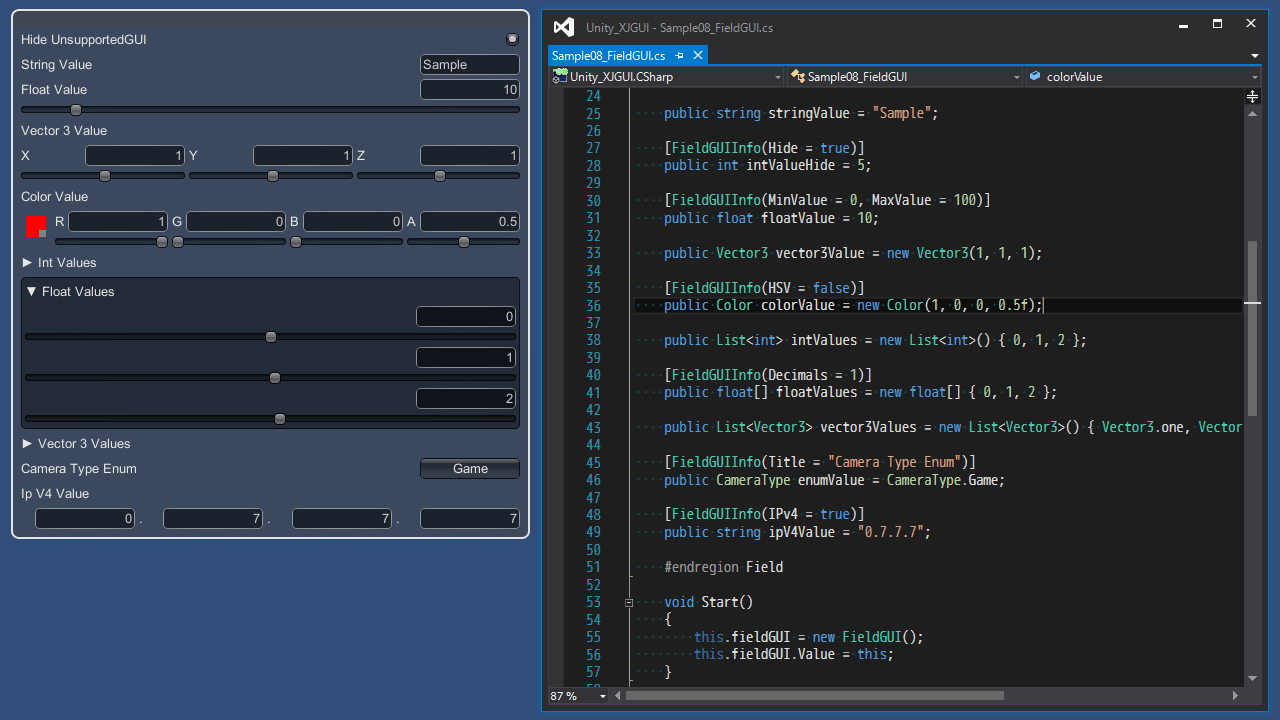 Hide UnsupportedGUI
String Value Sample
Float Value 10
Vector 3 Value
X 1 Y 1 Z 1
Color Value
R 1 G 0 B 0 A 0.5
▶ Int Values
▼ Float Values
0
1
2
▶ Vector 3 Values
Camera Type Enum Game
Ip V4 Value
0 . 7 . 7 . 7
Unity_XJGUI - Sample08_FieldGUI.cs
Sample08_FieldGUI.cs
Unity_XJGUI.CSharp Sample08_FieldGUI colorValue
24
25 public string stringValue = "Sample";
26
27 [FieldGUIInfo(Hide = true)]
28 public int intValueHide = 5;
29
30 [FieldGUIInfo(MinValue = 0, MaxValue = 100)]
31 public float floatValue = 10;
32
33 public Vector3 vector3Value = new Vector3(1, 1, 1);
34
35 [FieldGUIInfo(HSV = false)]
36 public Color colorValue = new Color(1, 0, 0, 0.5f);
37
38 public List<int> intValues = new List<int>() { 0, 1, 2 };
39
40 [FieldGUIInfo(Decimals = 1)]
41 public float[] floatValues = new float[] { 0, 1, 2 };
42
43 public List<Vector3> vector3Values = new List<Vector3>() { Vector3.one, Vector
44
45 [FieldGUIInfo(Title = "Camera Type Enum")]
46 public CameraType enumValue = CameraType.Game;
47
48 [FieldGUIInfo(IPv4 = true)]
49 public string ipV4Value = "0.7.7.7";
50
51 #endregion Field
52
53 void Start()
54 {
55 this.fieldGUI = new FieldGUI();
56 this.fieldGUI.Value = this;
57 }
87 %